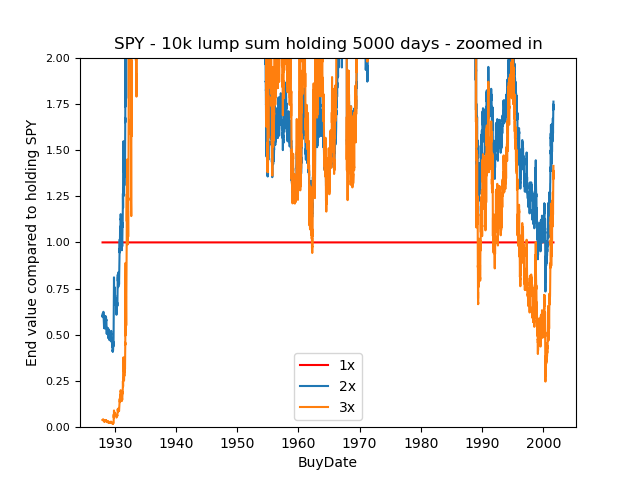 SPY - 10k lump sum holding 5000 days - zoomed in
End value compared to holding SPY
2.00
1.75
1.50
1.25
1.00
0.75
0.50
0.25
0.00
1x
2x
3x
1930 1940 1950 1960 1970 1980 1990 2000
BuyDate